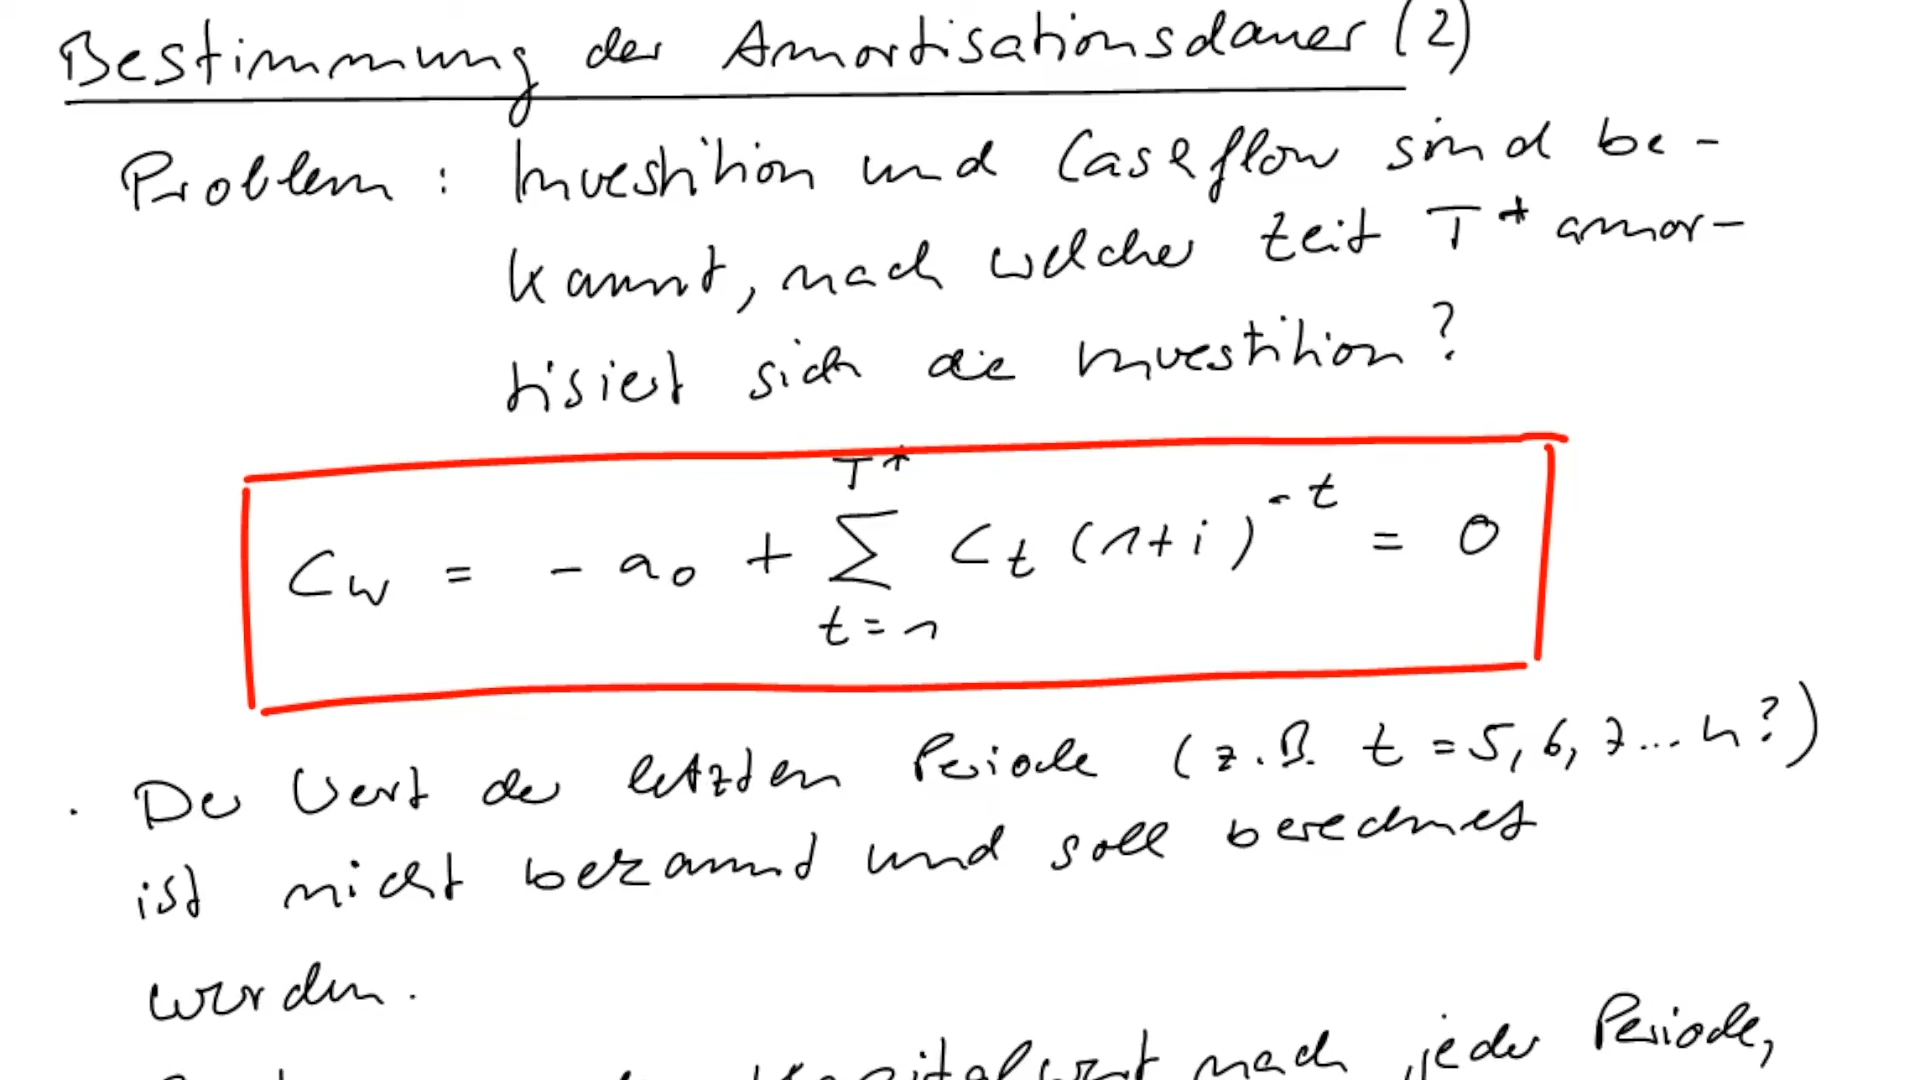 Bestimmung der Amortisationsdauer (2)
Problem: Investition und Cashflow sind be-
kannt, nach welcher Zeit T* amor-
tisiert sich die Investition?
T*
C_W = - a_0 + Σ C_t (1+i)^{-t} = 0
t=1
• Der Wert der letzten Periode (z.B. t = 5, 6, 7...n?)
ist nicht bekannt und soll berechnet
werden.
Kapitalwert nach jeder Periode,